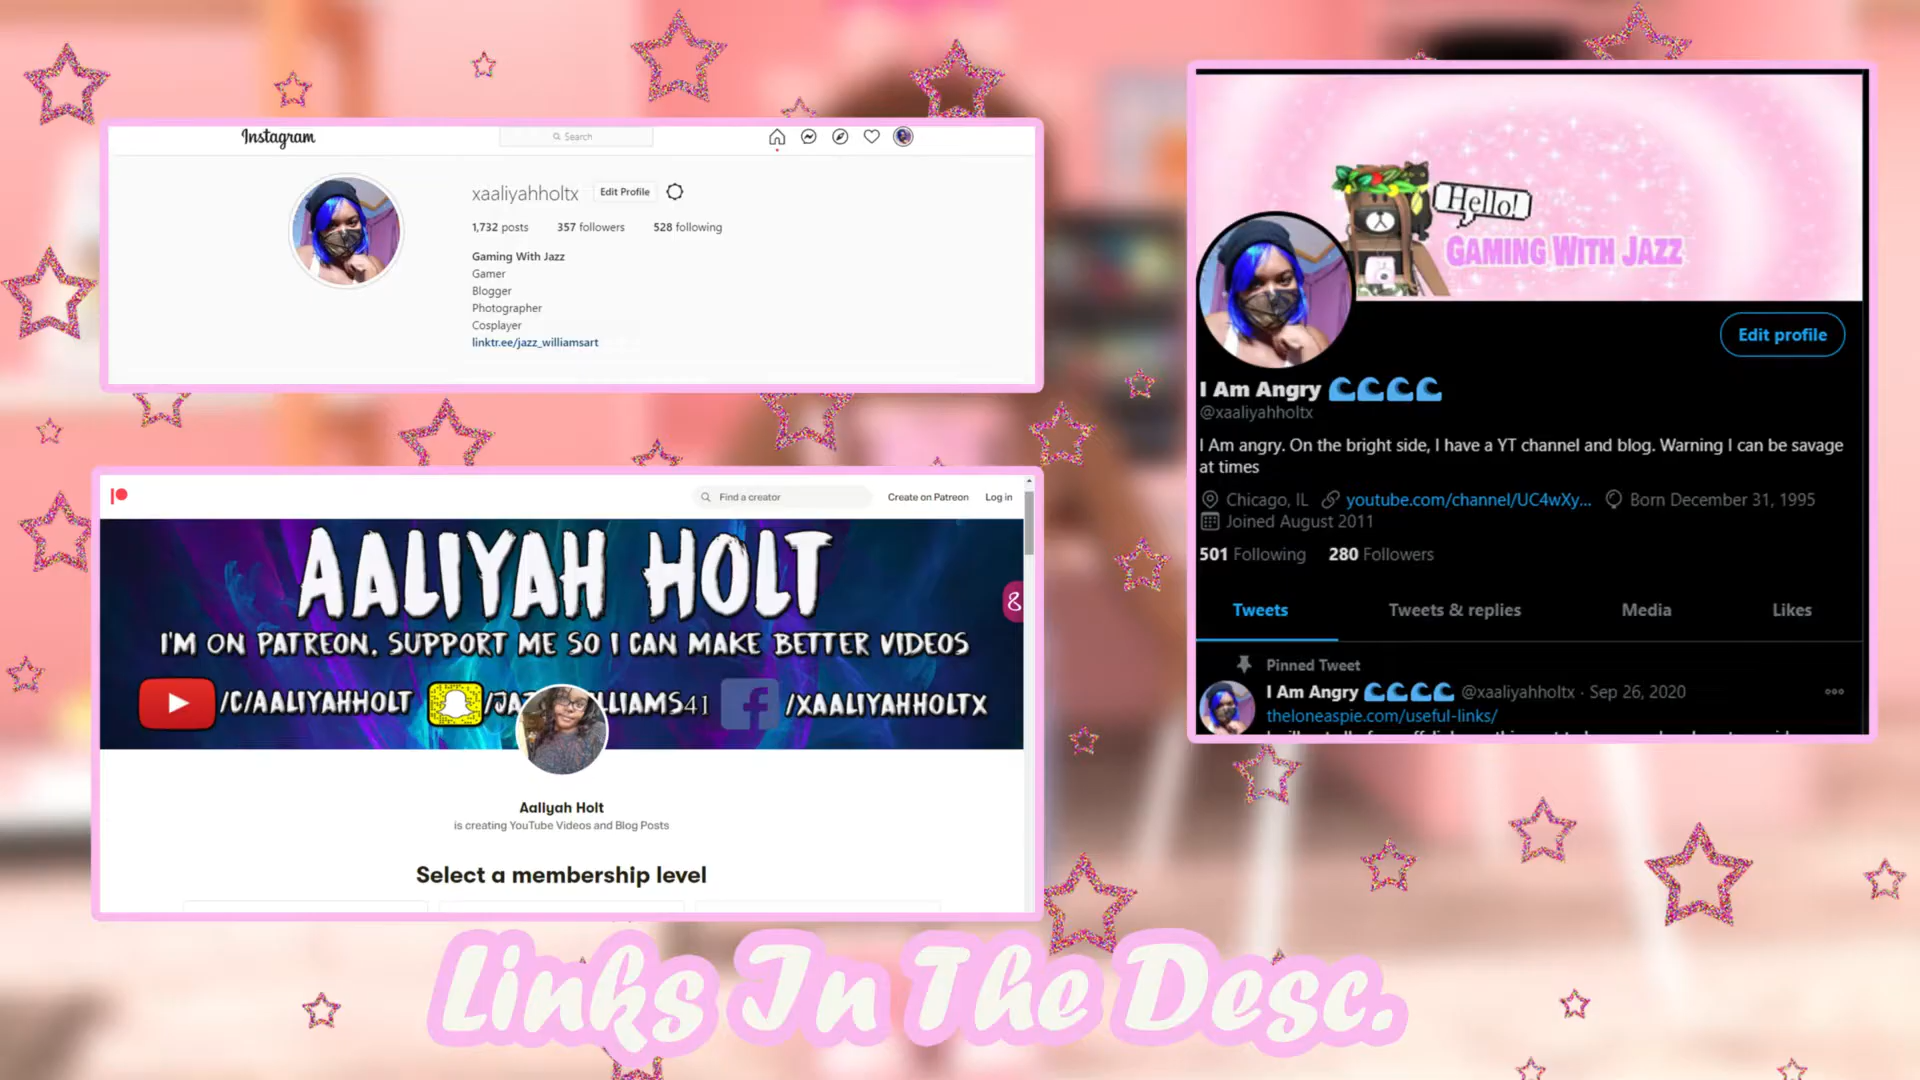 Instagram
Search
xaaliyahholtx Edit Profile
1,732 posts 357 followers 528 following
Gaming With Jazz
Gamer
Blogger
Photographer
Cosplayer
linktr.ee/jazz_williamsart
Find a creator Create on Patreon Log in
AALIYAH HOLT
I'M ON PATREON. SUPPORT ME SO I CAN MAKE BETTER VIDEOS
/C/AALIYAHHOLT /XAALIYAHHOLTX
Aaliyah Holt
is creating YouTube Videos and Blog Posts
Select a membership level
Hello!
GAMING WITH JAZZ
Edit profile
I Am Angry 🌊🌊🌊🌊
@xaaliyahholtx
I Am angry. On the bright side, I have a YT channel and blog. Warning I can be savage
at times
Chicago, IL youtube.com/channel/UC4wXy... Born December 31, 1995
Joined August 2011
501 Following 280 Followers
Tweets Tweets & replies Media Likes
Pinned Tweet
I Am Angry 🌊🌊🌊🌊 @xaaliyahholtx · Sep 26, 2020
theloneaspie.com/useful-links/
Links In The Desc.